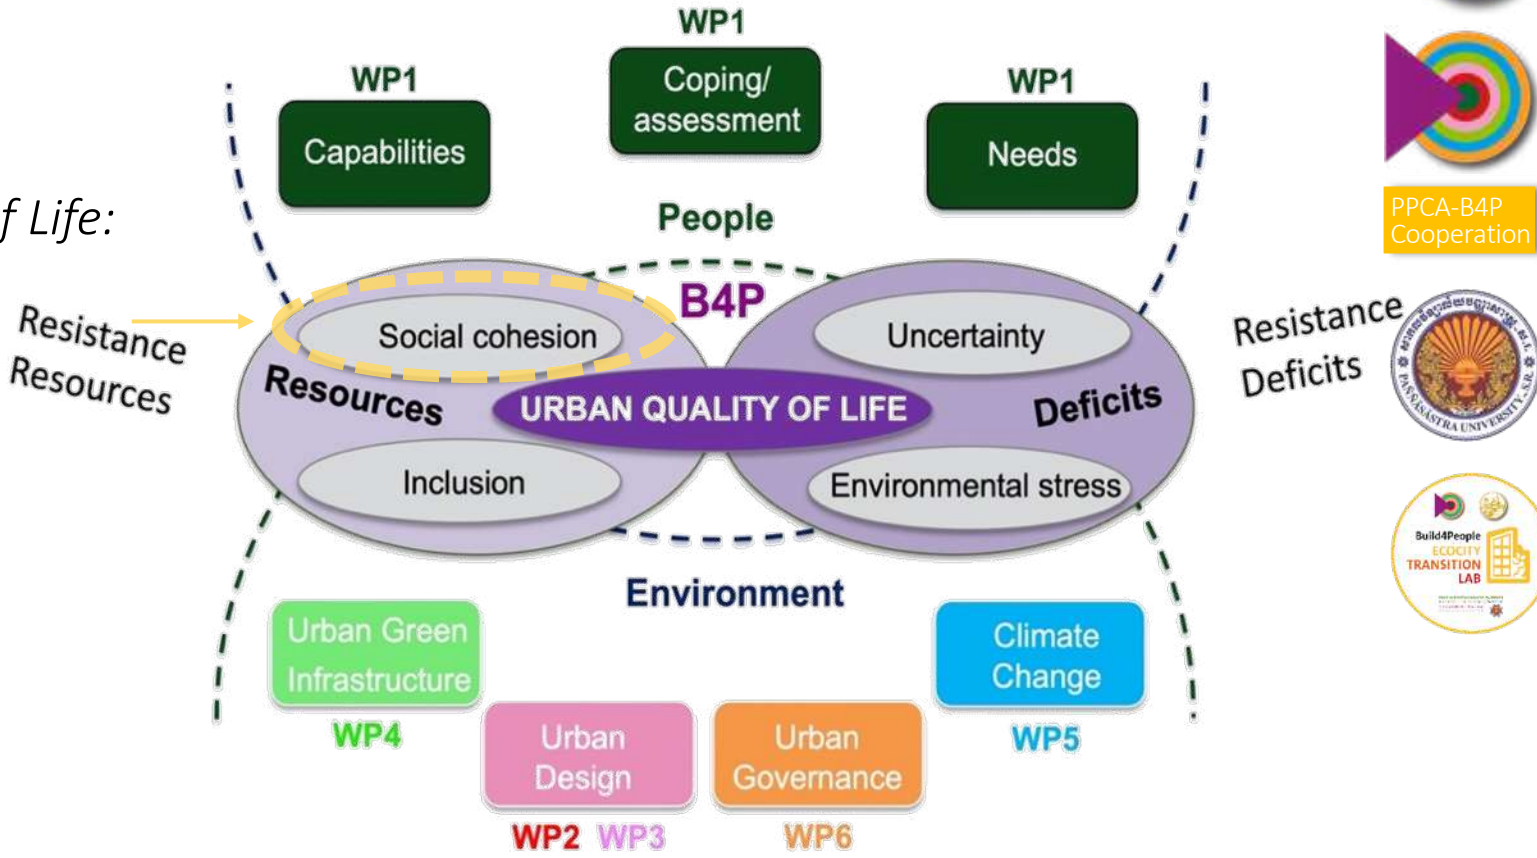 WP1
WP1
Capabilities
Coping/
assessment
WP1
Needs
f Life:
People
PPCA-B4P
Cooperation
Resistance
Resources
Social cohesion
B4P
Uncertainty
Resistance
Deficits
Resources
URBAN QUALITY OF LIFE
Deficits
Inclusion
Environmental stress
PAÑÑĀSĀSTRA UNIVERSITY, S.R.
Environment
Build4People
ECOCITY
TRANSITION
LAB
Urban Green
Infrastructure
WP4
Urban
Design
WP2 WP3
Urban
Governance
WP6
Climate
Change
WP5